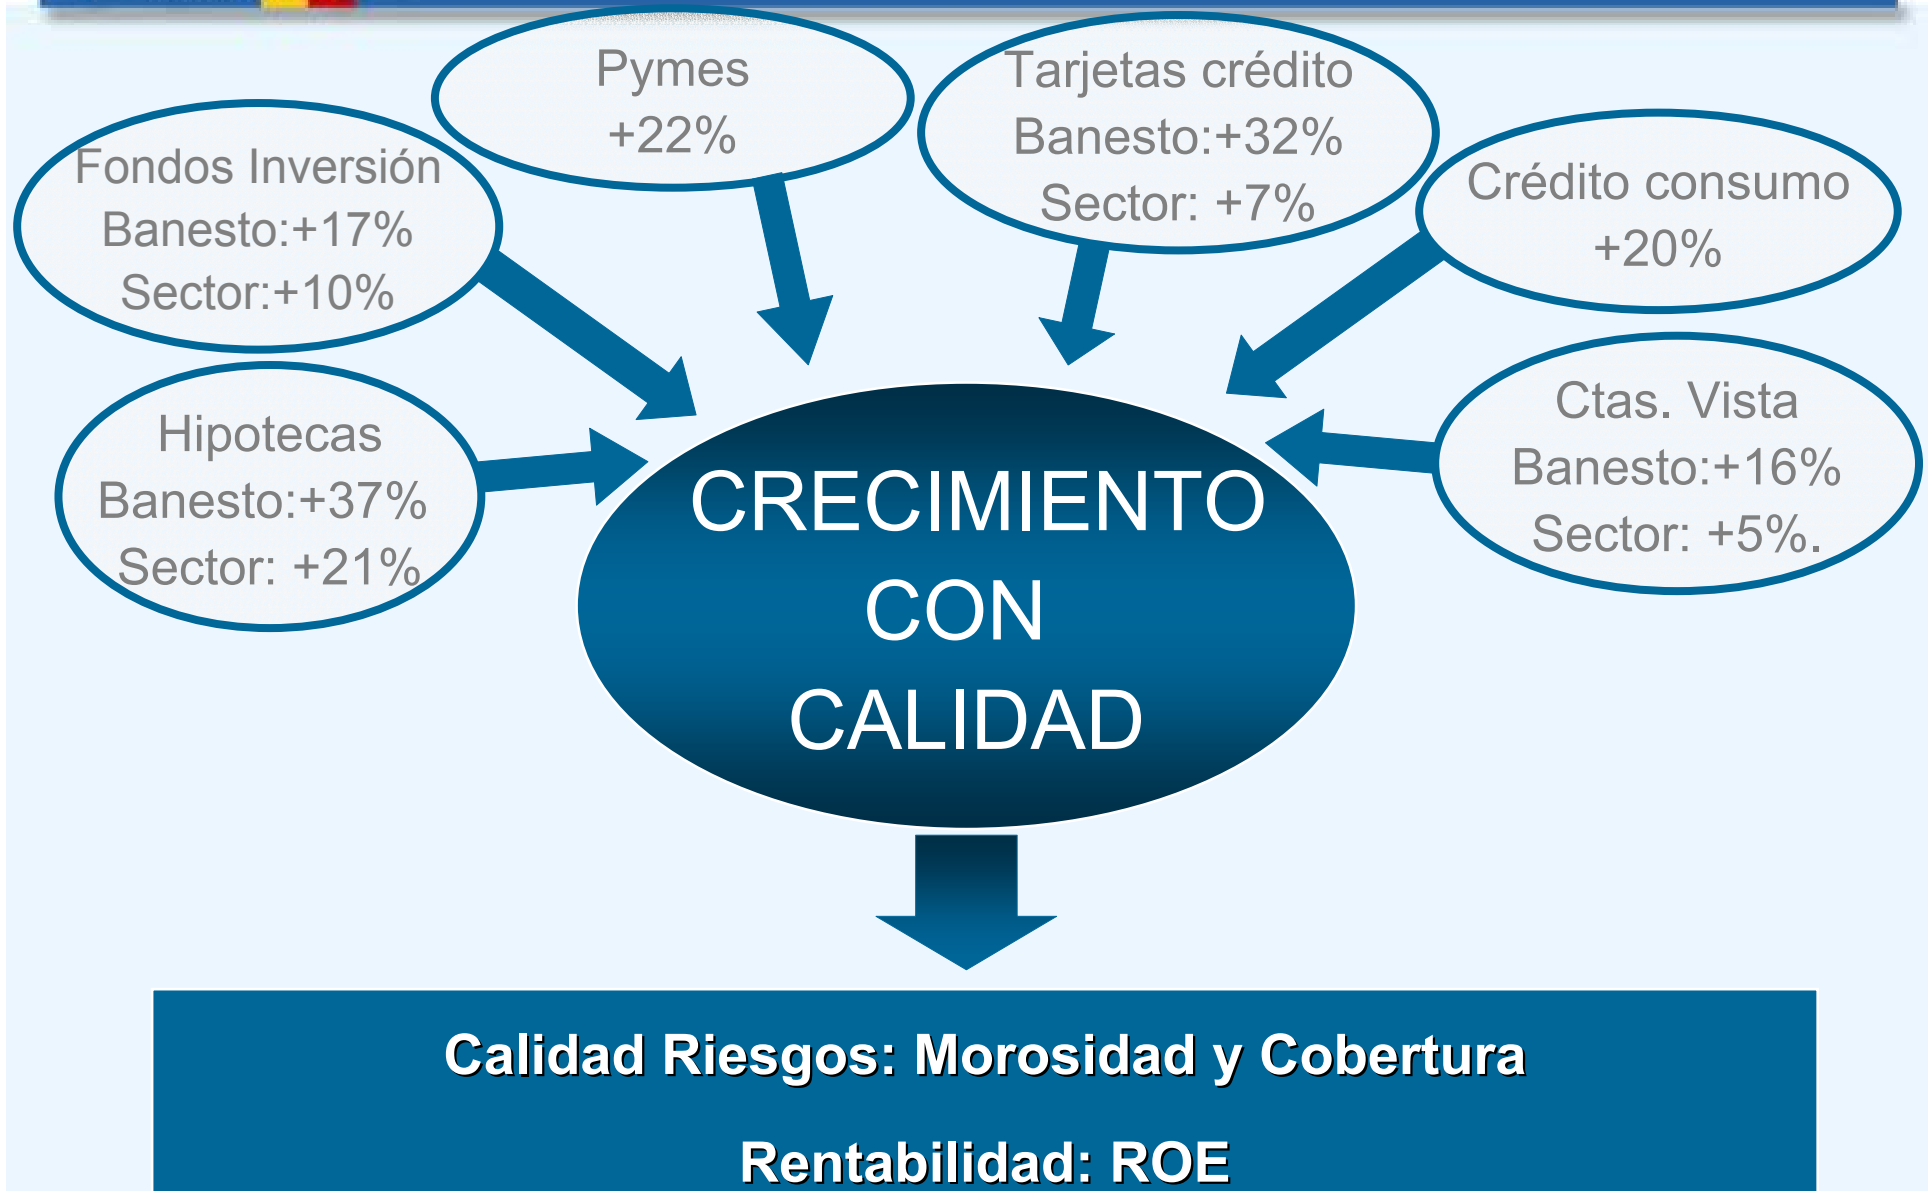 Pymes
+22%
Tarjetas crédito
Banesto:+32%
Sector: +7%
Fondos Inversión
Banesto:+17%
Sector:+10%
Crédito consumo
+20%
Hipotecas
Banesto:+37%
Sector: +21%
Ctas. Vista
Banesto:+16%
Sector: +5%.
CRECIMIENTO
CON
CALIDAD
Calidad Riesgos: Morosidad y Cobertura
Rentabilidad: ROE